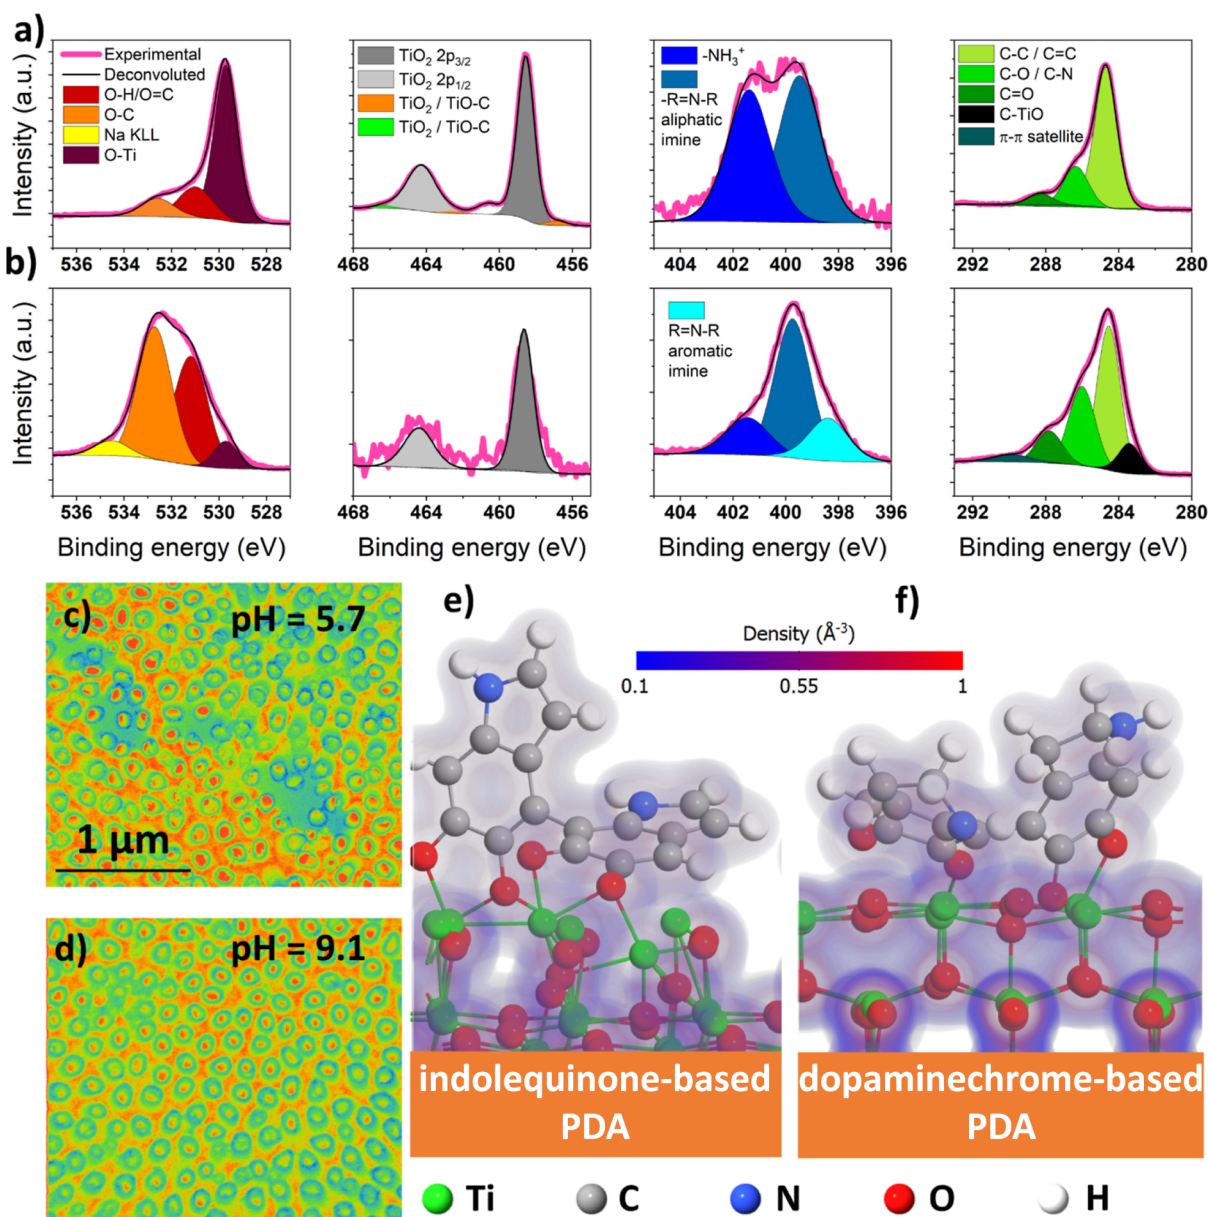 a)
Intensity (a.u.)
Experimental
Deconvoluted
O-H/O=C
O-C
Na KLL
O-Ti
536 534 532 530 528
TiO2 2p3/2
TiO2 2p1/2
TiO2 / TiO-C
TiO2 / TiO-C
468 464 460 456
-NH3+
-R=N-R
aliphatic
imine
404 402 400 398 396
C-C / C=C
C-O / C-N
C=O
C-TiO
π-π satellite
292 288 284 280
b)
Intensity (a.u.)
536 534 532 530 528
Binding energy (eV)
468 464 460 456
Binding energy (eV)
R=N-R
aromatic
imine
404 402 400 398 396
Binding energy (eV)
292 288 284 280
Binding energy (eV)
c)
pH = 5.7
1 μm
d)
pH = 9.1
e)
f)
Density (Å-3)
0.1 0.55 1
indolequinone-based
PDA
dopaminechrome-based
PDA
Ti C N O H